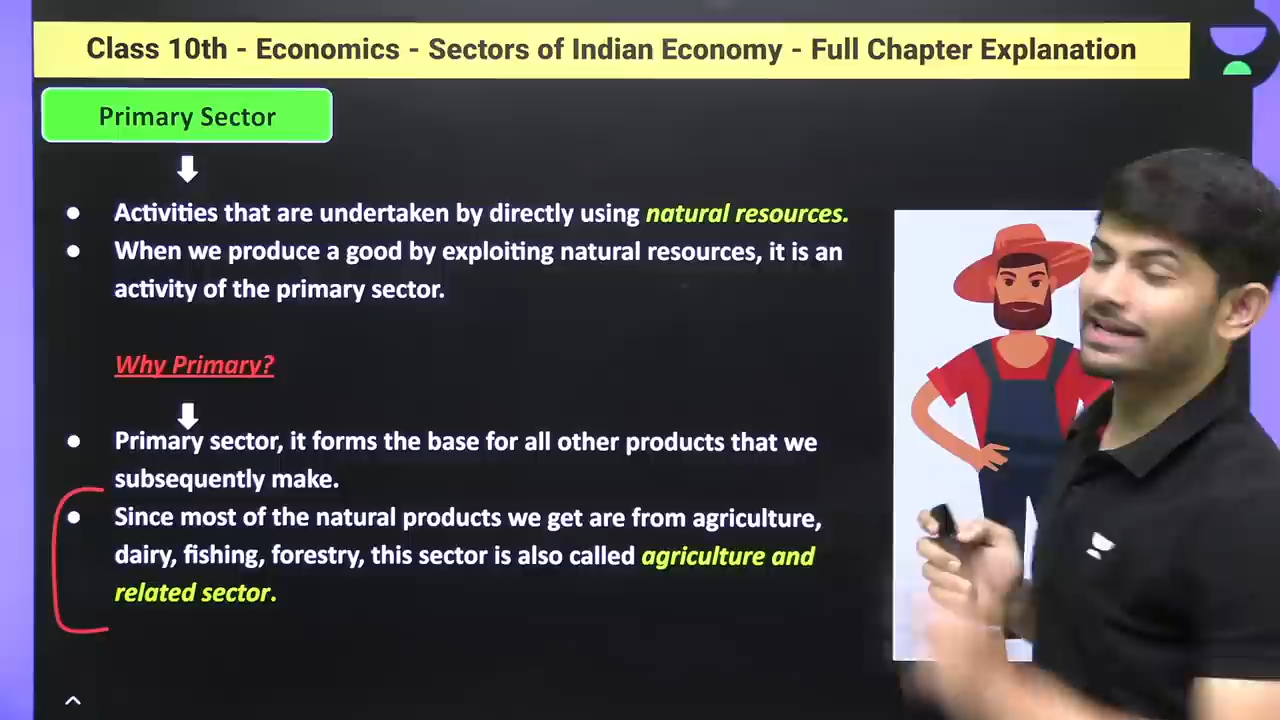 Class 10th - Economics - Sectors of Indian Economy - Full Chapter Explanation
Primary Sector
● Activities that are undertaken by directly using natural resources.
● When we produce a good by exploiting natural resources, it is an
activity of the primary sector.
Why Primary?
● Primary sector, it forms the base for all other products that we
subsequently make.
● Since most of the natural products we get are from agriculture,
dairy, fishing, forestry, this sector is also called agriculture and
related sector.